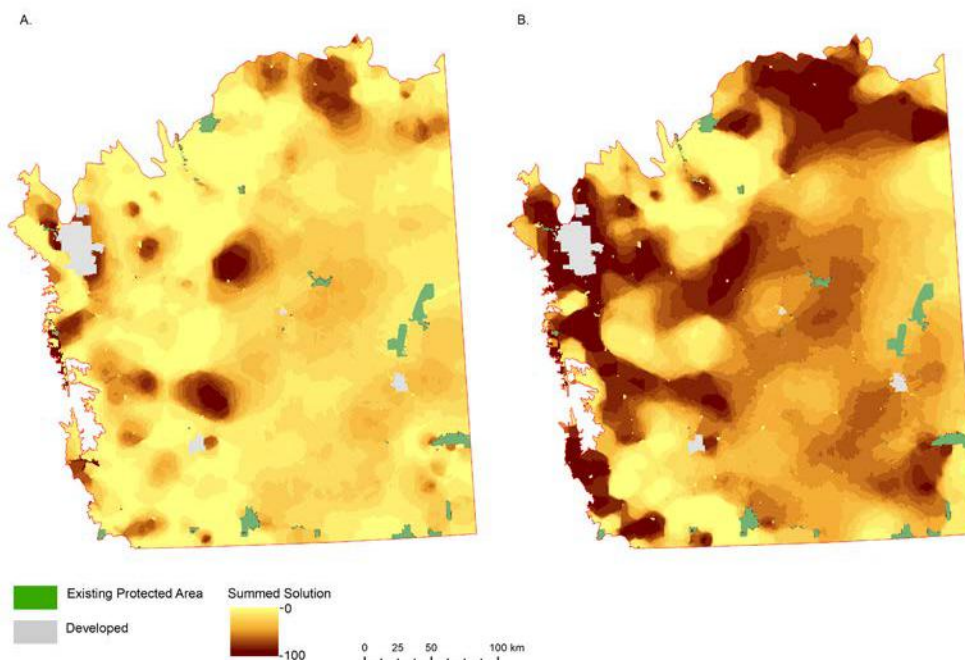 A.
B.
Existing Protected Area
Developed
Summed Solution
0
100
0 25 50 100 km